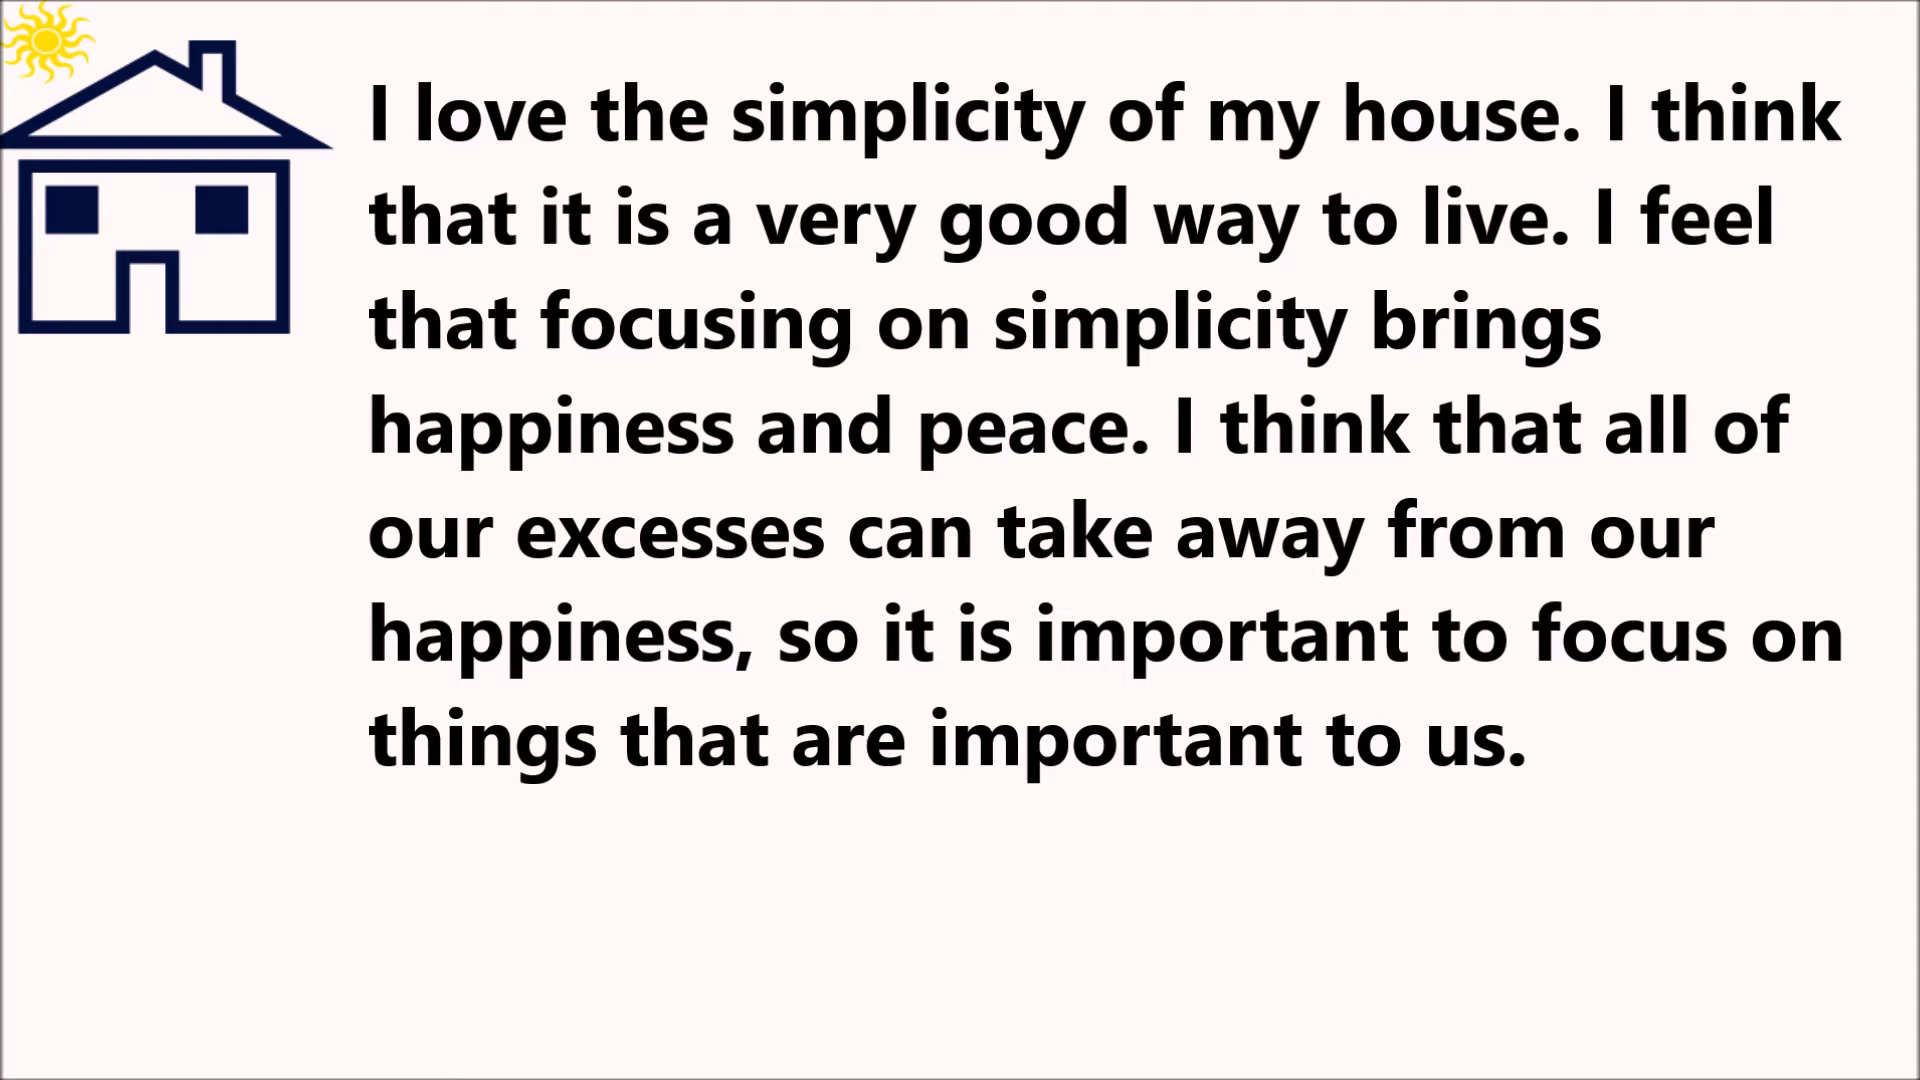 I love the simplicity of my house. I think
that it is a very good way to live. I feel
that focusing on simplicity brings
happiness and peace. I think that all of
our excesses can take away from our
happiness, so it is important to focus on
things that are important to us.